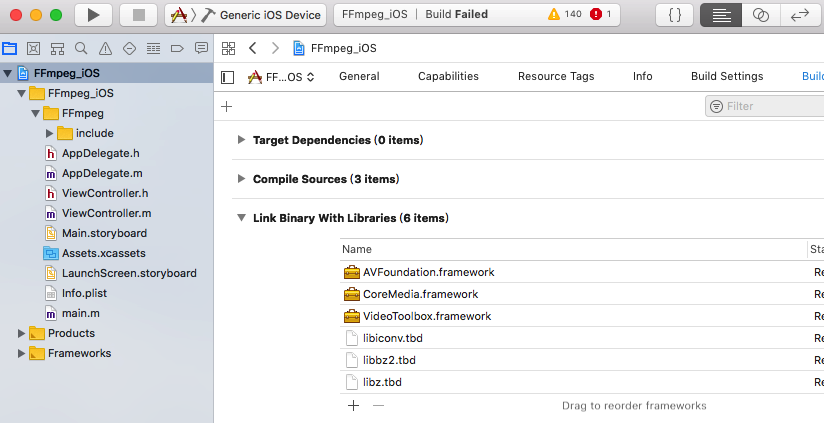 Generic iOS Device
FFmpeg_iOS | Build Failed
140
1
FFmpeg_iOS
FFmpeg_iOS
FF...OS
General
Capabilities
Resource Tags
Info
Build Settings
Buil
Filter
FFmpeg_iOS
FFmpeg
include
AppDelegate.h
AppDelegate.m
ViewController.h
ViewController.m
Main.storyboard
Assets.xcassets
LaunchScreen.storyboard
Info.plist
main.m
Products
Frameworks
Target Dependencies (0 items)
Compile Sources (3 items)
Link Binary With Libraries (6 items)
Name
Sta
AVFoundation.framework
Re
CoreMedia.framework
Re
VideoToolbox.framework
Re
libiconv.tbd
Re
libbz2.tbd
Re
libz.tbd
Re
Drag to reorder frameworks